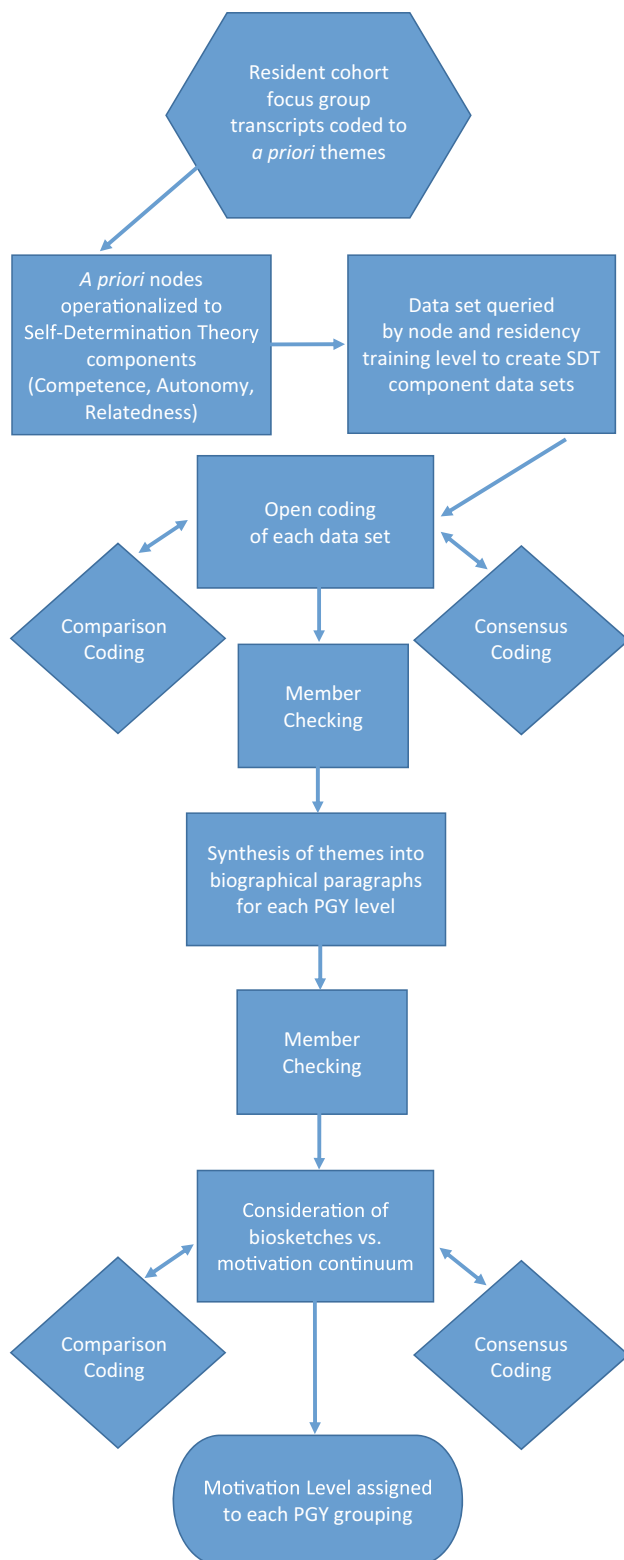 Resident cohort
focus group
transcripts coded to
a priori themes
A priori nodes
operationalized to
Self-Determination Theory
components
(Competence, Autonomy,
Relatedness)
Data set queried
by node and residency
training level to create SDT
component data sets
Open coding
of each data set
Comparison
Coding
Consensus
Coding
Member
Checking
Synthesis of themes into
biographical paragraphs
for each PGY level
Member
Checking
Consideration of
biosketches vs.
motivation continuum
Comparison
Coding
Consensus
Coding
Motivation Level assigned
to each PGY grouping